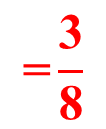 = 3/8